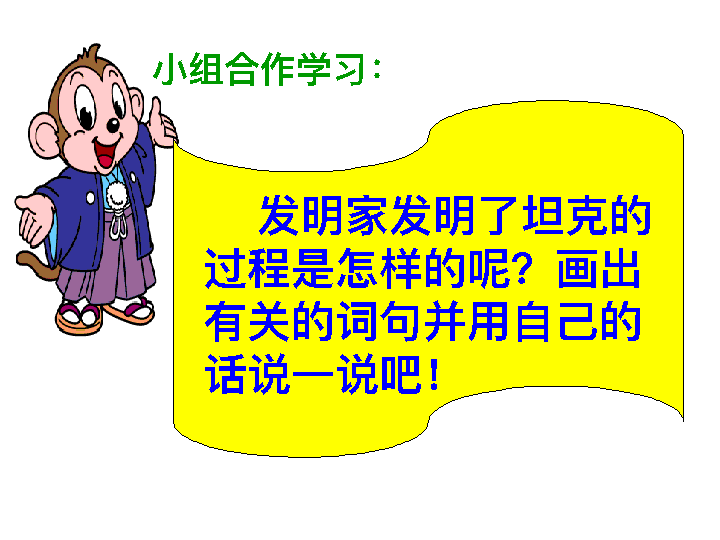 小组合作学习：
发明家发明了坦克的
过程是怎样的呢？画出
有关的词句并用自己的
话说一说吧！